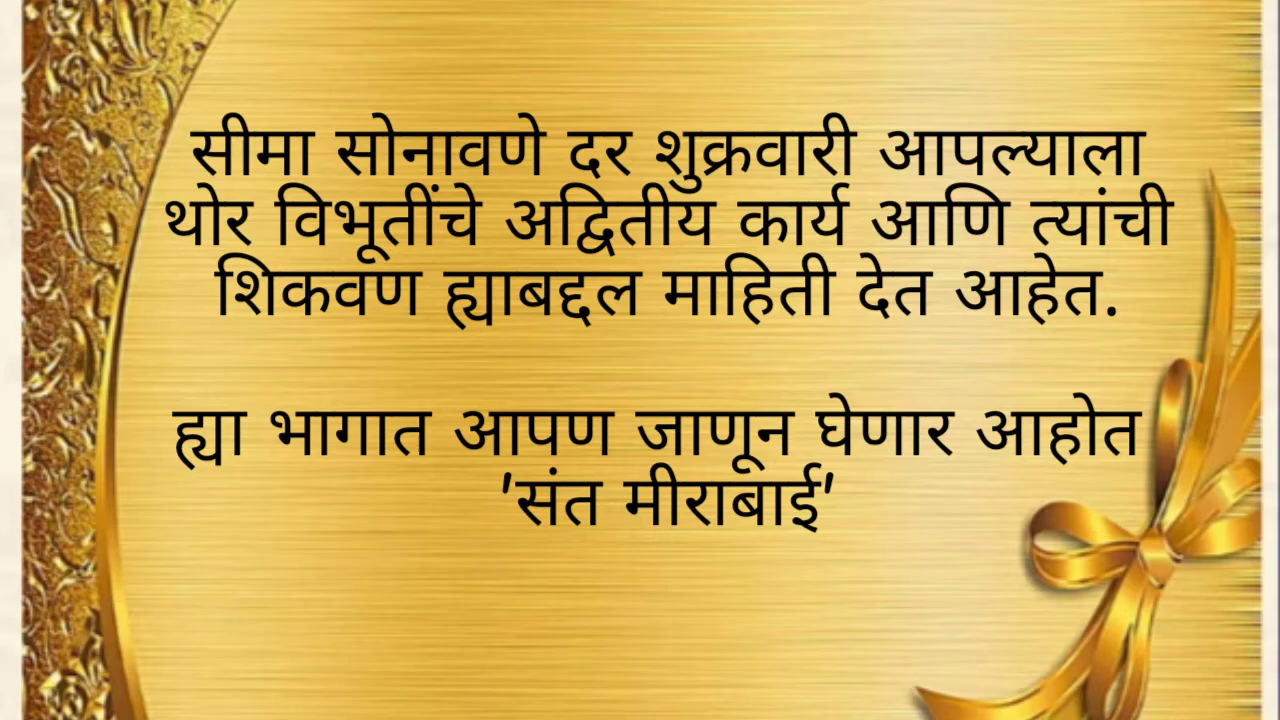 सीमा सोनावणे दर शुक्रवारी आपल्याला
थोर विभूतींचे अद्वितीय कार्य आणि त्यांची
शिकवण ह्याबद्दल माहिती देत आहेत.
ह्या भागात आपण जाणून घेणार आहोत
'संत मीराबाई'